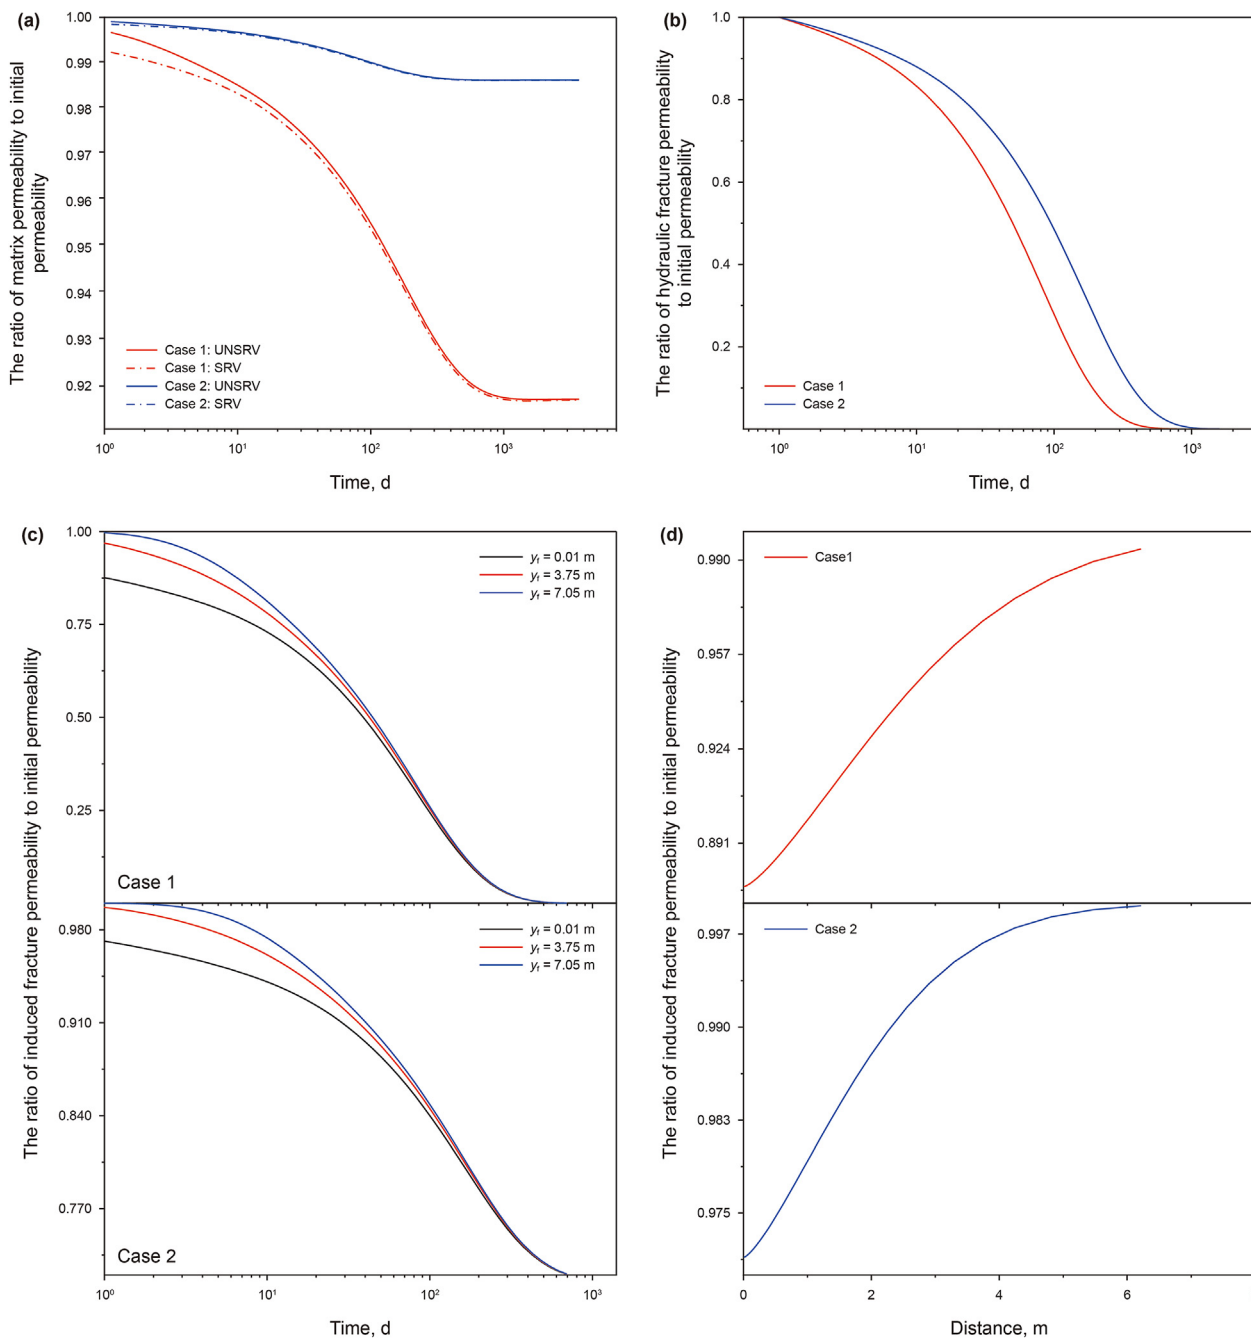 (a)
1.00
0.99
0.98
0.97
0.96
0.95
0.94
0.93
0.92
The ratio of matrix permeability to initial
permeability
Case 1: UNSRV
Case 1: SRV
Case 2: UNSRV
Case 2: SRV
10⁰
10¹
10²
10³
Time, d
(b)
1.0
0.8
0.6
0.4
0.2
The ratio of hydraulic fracture permeability
to initial permeability
Case 1
Case 2
10⁰
10¹
10²
10³
Time, d
(c)
The ratio of induced fracture permeability to initial permeability
1.00
0.75
0.50
0.25
yf = 0.01 m
yf = 3.75 m
yf = 7.05 m
Case 1
0.980
0.910
0.840
0.770
yf = 0.01 m
yf = 3.75 m
yf = 7.05 m
Case 2
10⁰
10¹
10²
10³
Time, d
(d)
The ratio of induced fracture permeability to initial permeability
0.990
0.957
0.924
0.891
Case1
0.997
0.990
0.983
0.975
Case 2
0
2
4
6
Distance, m